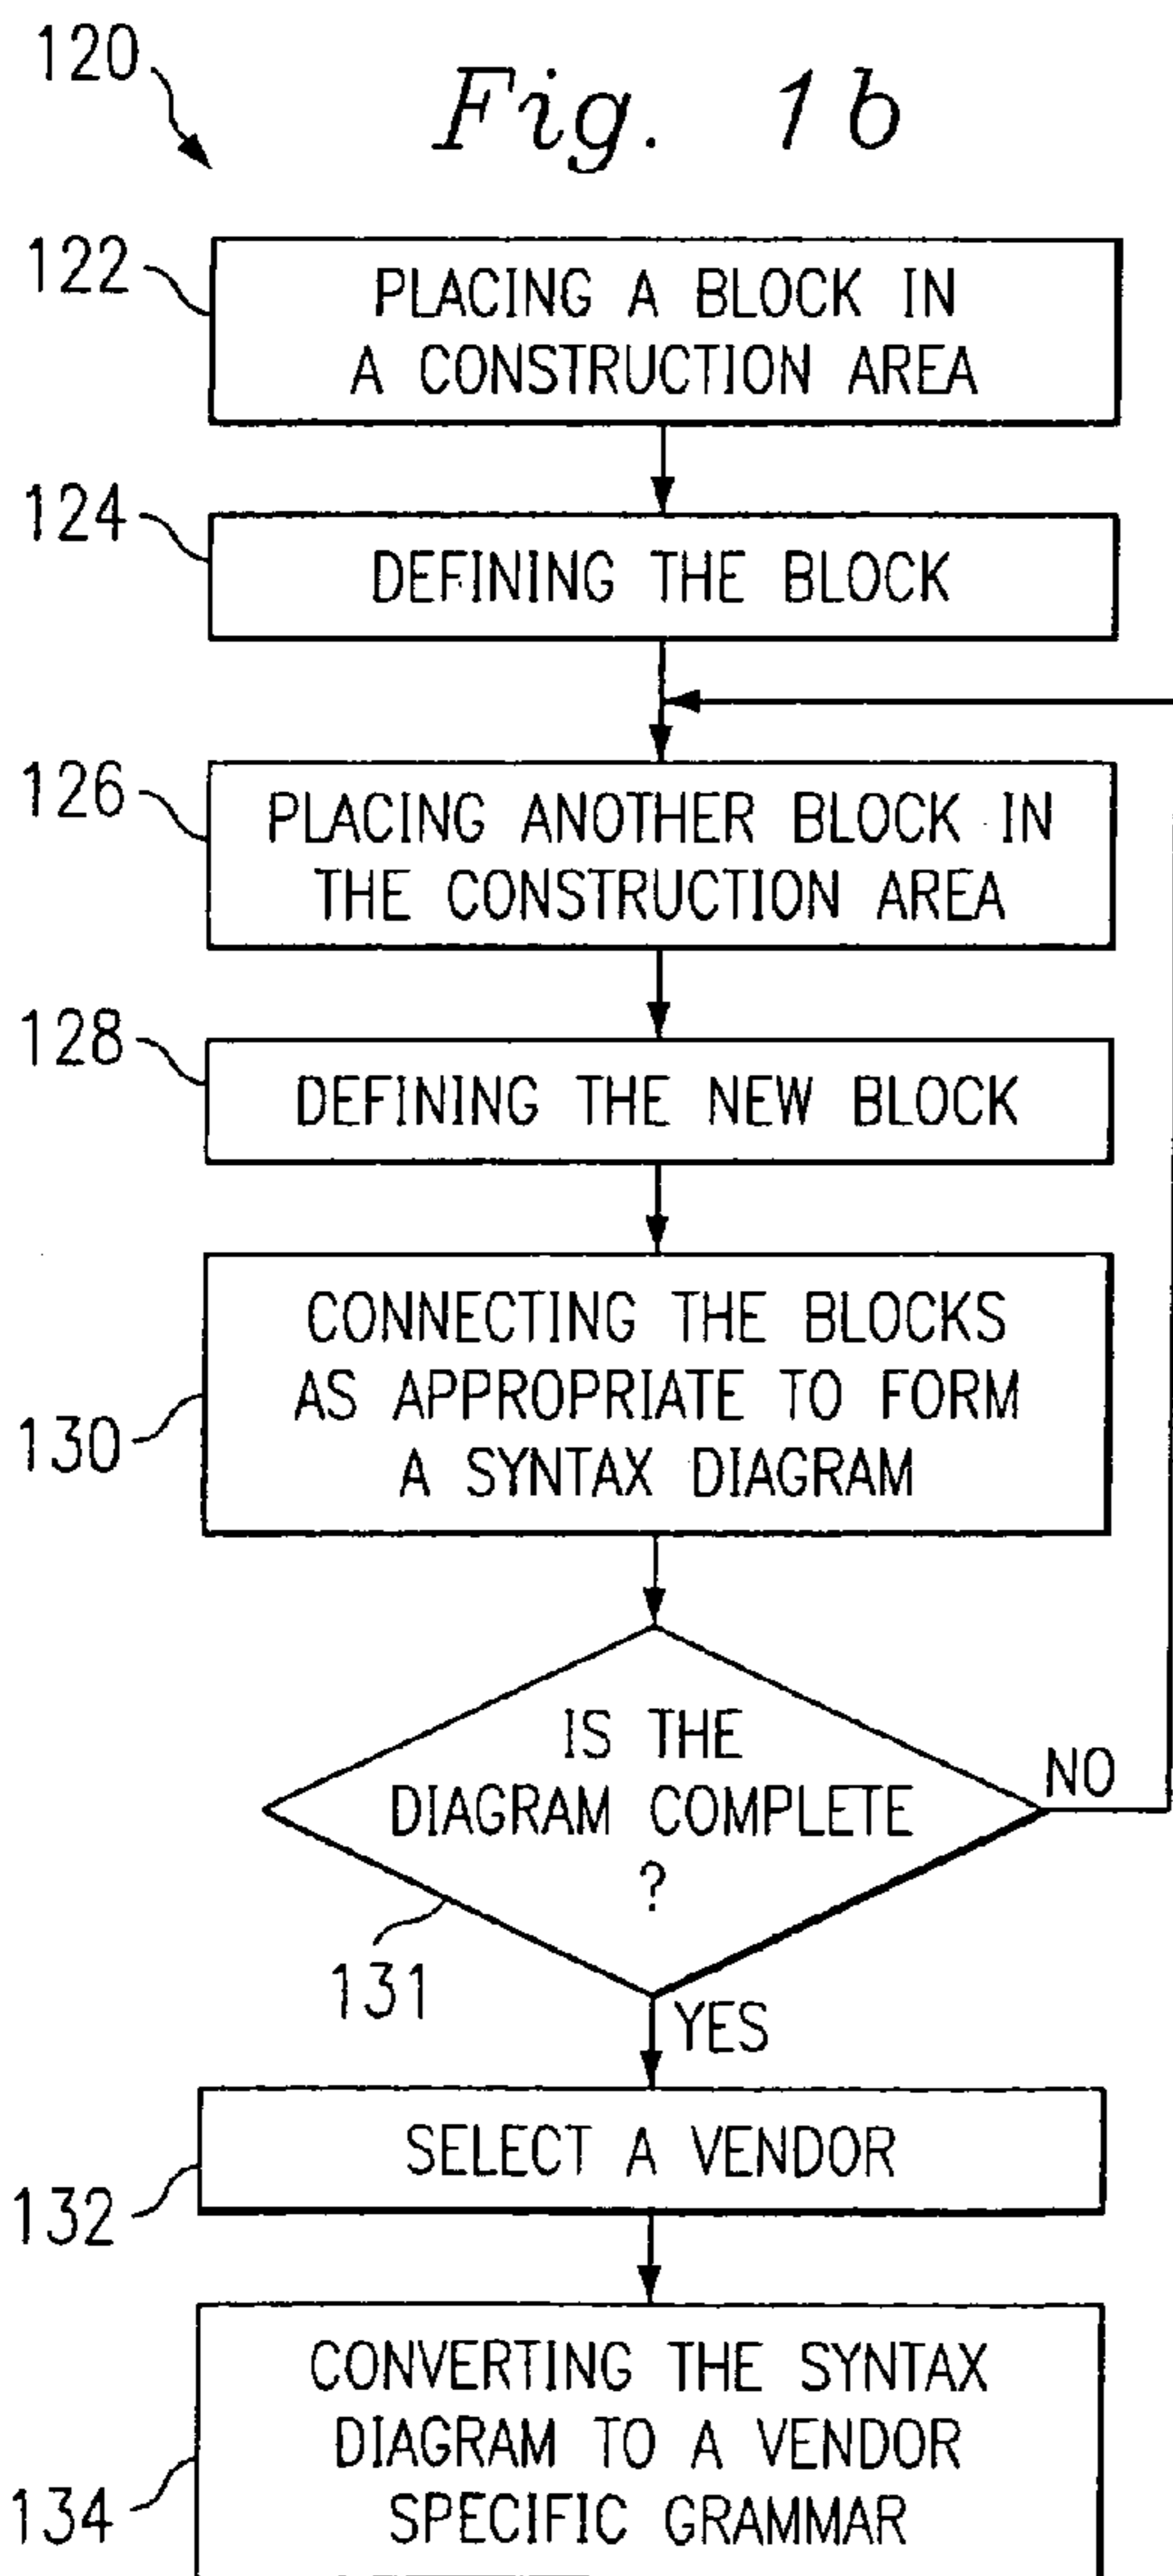 120
Fig. 1b
122
PLACING A BLOCK IN
A CONSTRUCTION AREA
124
DEFINING THE BLOCK
126
PLACING ANOTHER BLOCK IN
THE CONSTRUCTION AREA
128
DEFINING THE NEW BLOCK
130
CONNECTING THE BLOCKS
AS APPROPRIATE TO FORM
A SYNTAX DIAGRAM
IS THE
DIAGRAM COMPLETE
?
NO
131
YES
132
SELECT A VENDOR
134
CONVERTING THE SYNTAX
DIAGRAM TO A VENDOR
SPECIFIC GRAMMAR